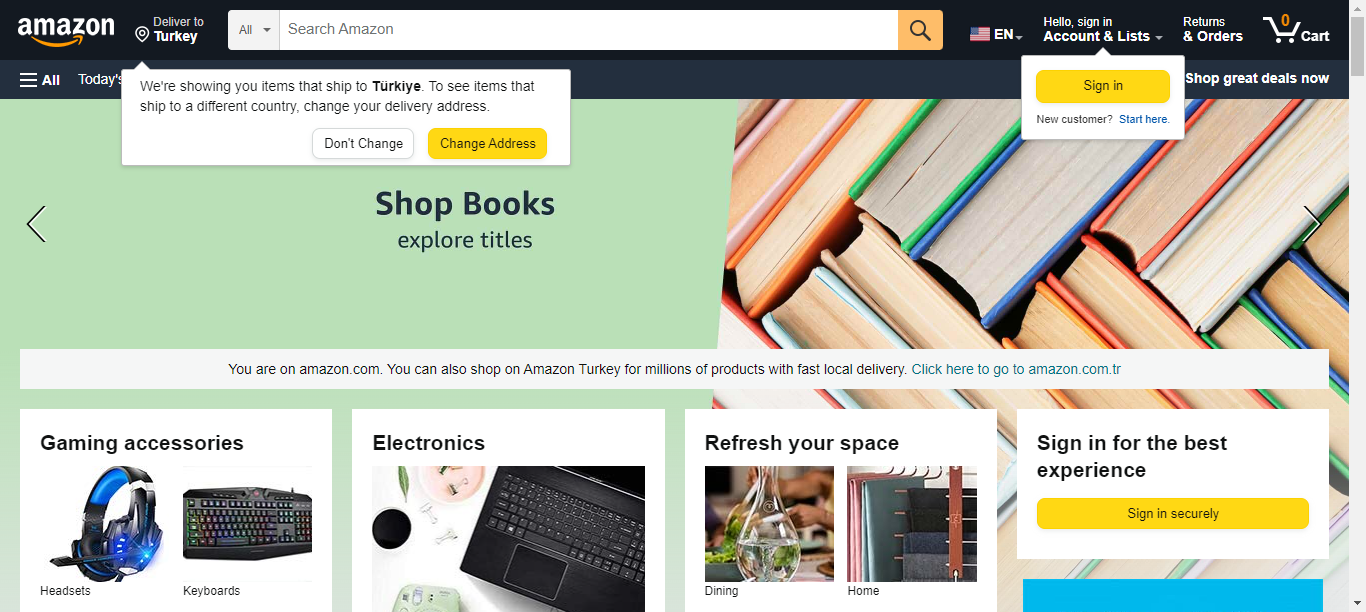 amazon
Deliver to
Turkey
All
Search Amazon
EN
Hello, sign in
Account & Lists
Returns
& Orders
0
Cart
All
Today's
Shop great deals now
We're showing you items that ship to Türkiye. To see items that
ship to a different country, change your delivery address.
Don't Change
Change Address
Sign in
New customer? Start here.
Shop Books
explore titles
You are on amazon.com. You can also shop on Amazon Turkey for millions of products with fast local delivery. Click here to go to amazon.com.tr
Gaming accessories
Headsets
Keyboards
Electronics
Refresh your space
Dining
Home
Sign in for the best
experience
Sign in securely